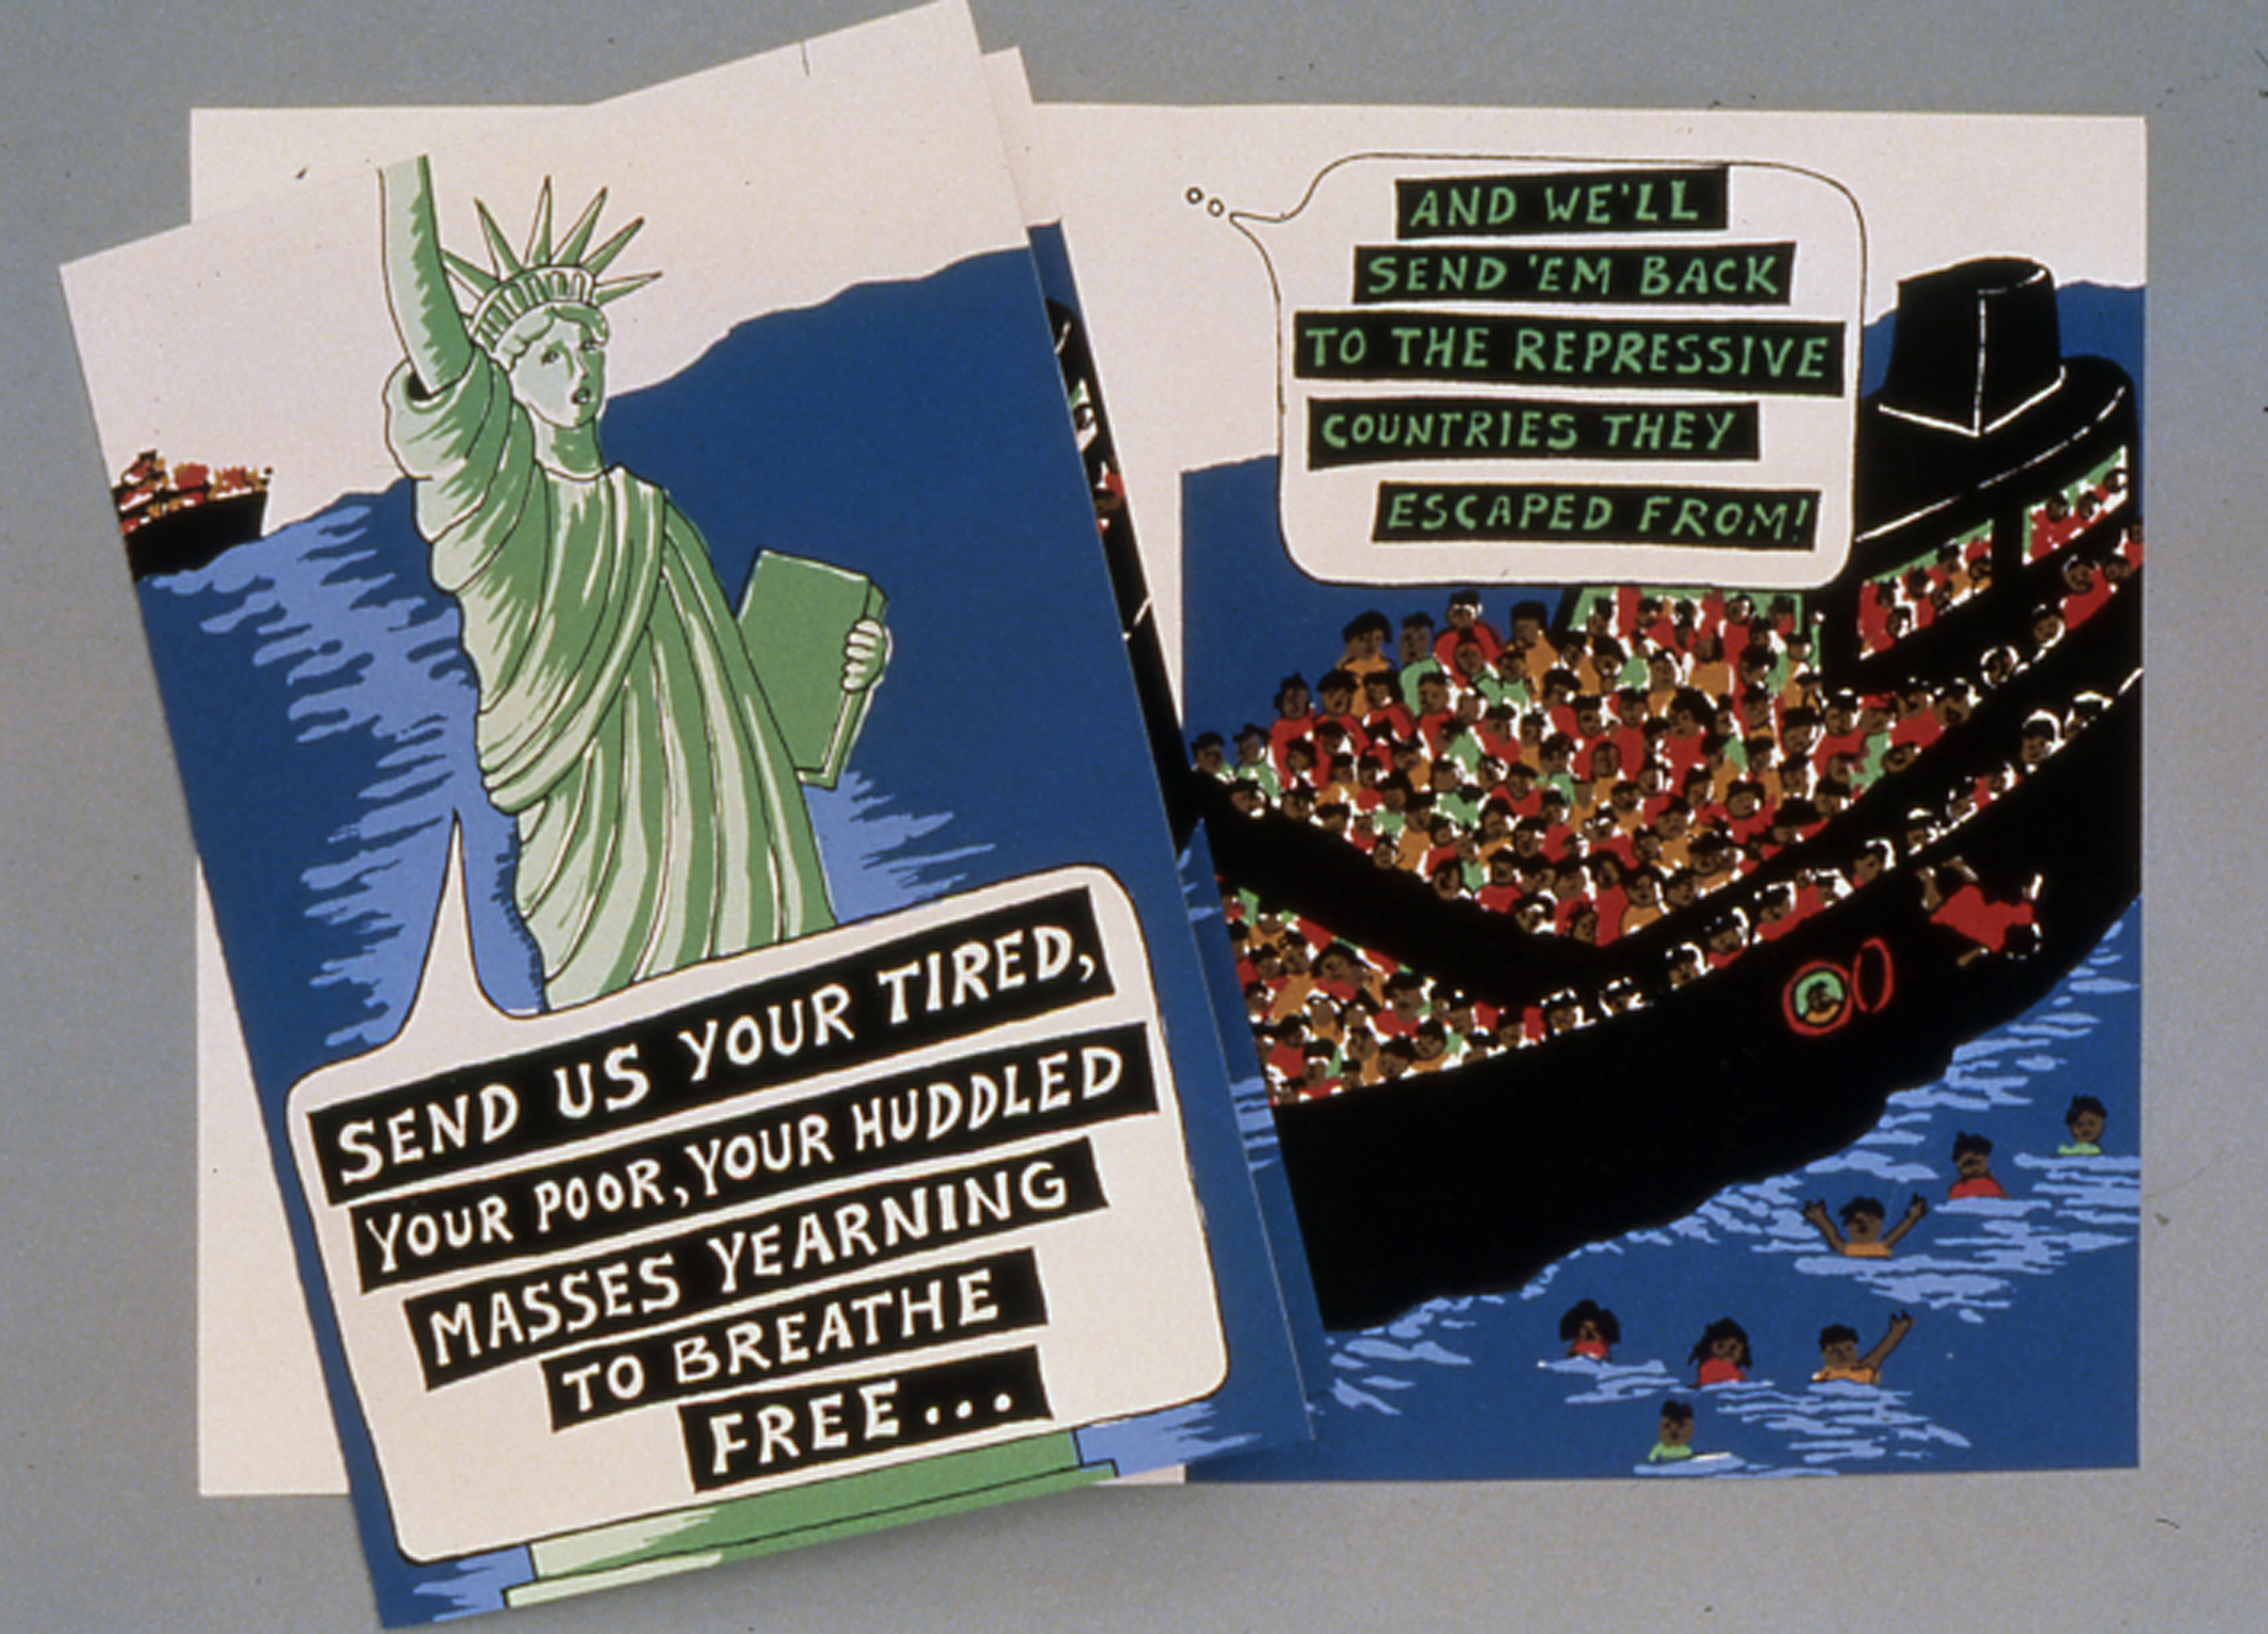 SEND US YOUR TIRED,
YOUR POOR, YOUR HUDDLED
MASSES YEARNING
TO BREATHE
FREE...
AND WE'LL
SEND 'EM BACK
TO THE REPRESSIVE
COUNTRIES THEY
ESCAPED FROM!